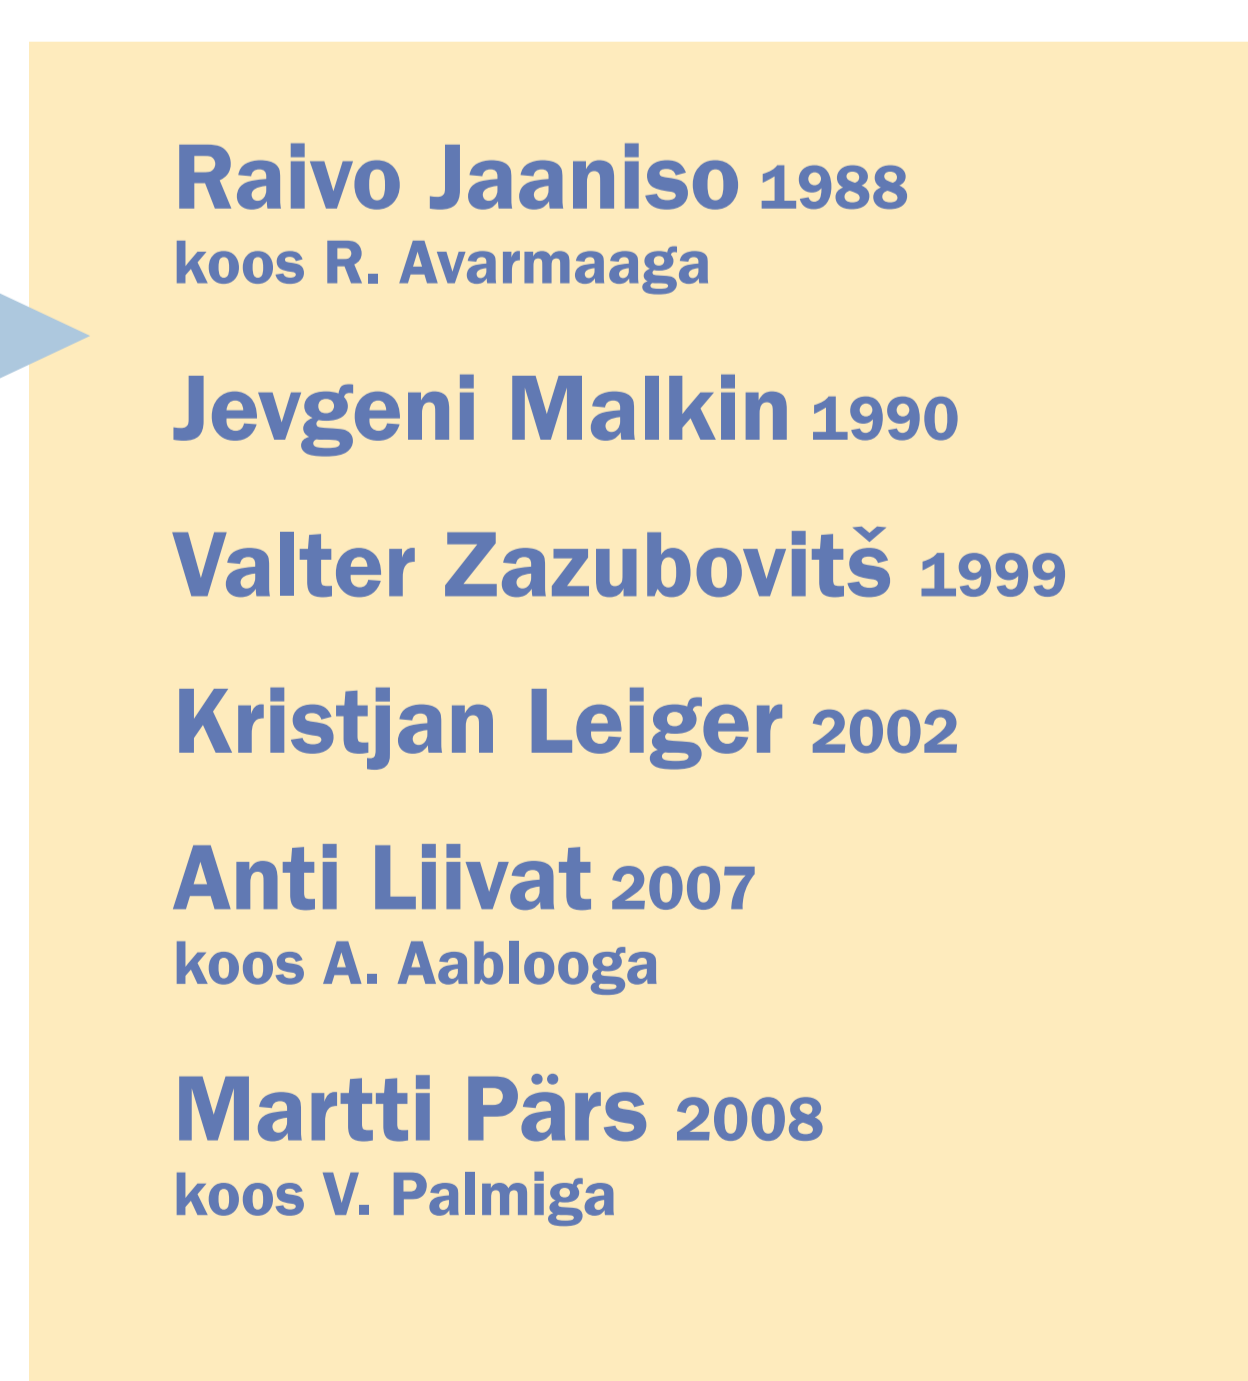 Raivo Jaaniso 1988
koos R. Avarmaaga
Jevgeni Malkin 1990
Valter Zazubovitš 1999
Kristjan Leiger 2002
Anti Liivat 2007
koos A. Aablooga
Martti Pärs 2008
koos V. Palmiga